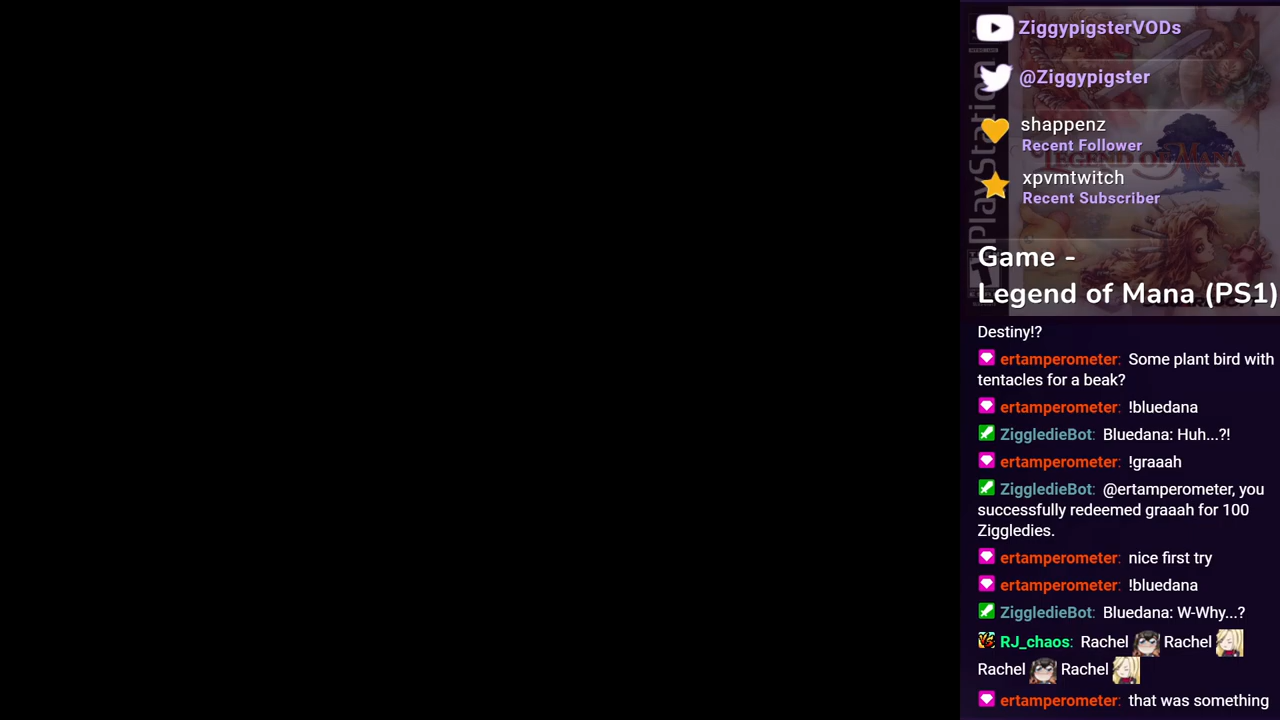 ZiggypigsterVODs
@Ziggypigster
shappenz
Recent Follower
xpvmtwitch
Recent Subscriber
PlayStation
LEGEND OF MANA
Game -
Legend of Mana (PS1)
Destiny!?
ertamperometer: Some plant bird with
tentacles for a beak?
ertamperometer: !bluedana
ZiggledieBot: Bluedana: Huh...?!
ertamperometer: !graaah
ZiggledieBot: @ertamperometer, you
successfully redeemed graaah for 100
Ziggledies.
ertamperometer: nice first try
ertamperometer: !bluedana
ZiggledieBot: Bluedana: W-Why...?
RJ_chaos: Rachel Rachel
Rachel Rachel
ertamperometer: that was something